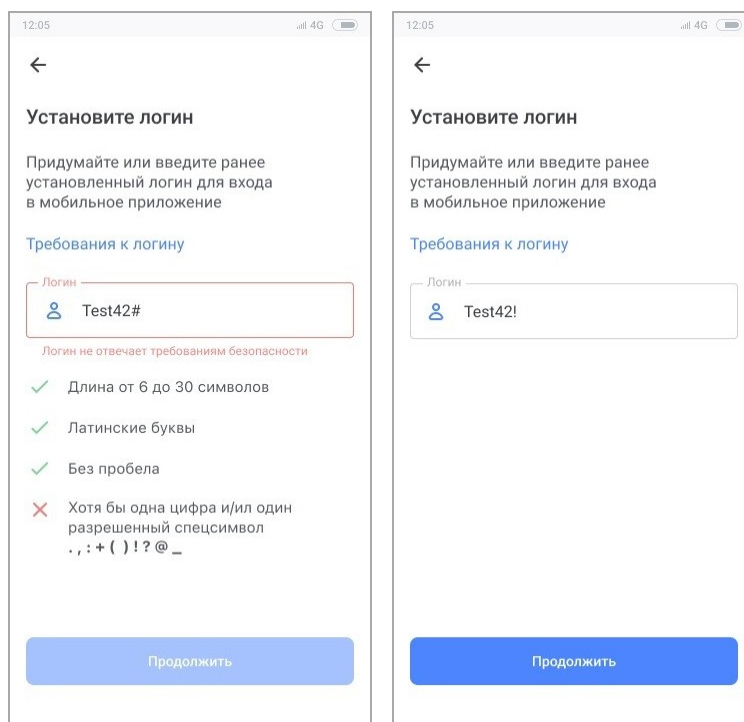 12:05
4G
Установите логин
Придумайте или введите ранее
установленный логин для входа
в мобильное приложение
Требования к логину
Логин
Test42#
Логин не отвечает требованиям безопасности
Длина от 6 до 30 символов
Латинские буквы
Без пробела
Хотя бы одна цифра и/ил один
разрешенный спецсимвол
. , : + ( ) ! ? @ _
Продолжить
12:05
4G
Установите логин
Придумайте или введите ранее
установленный логин для входа
в мобильное приложение
Требования к логину
Логин
Test42!
Продолжить